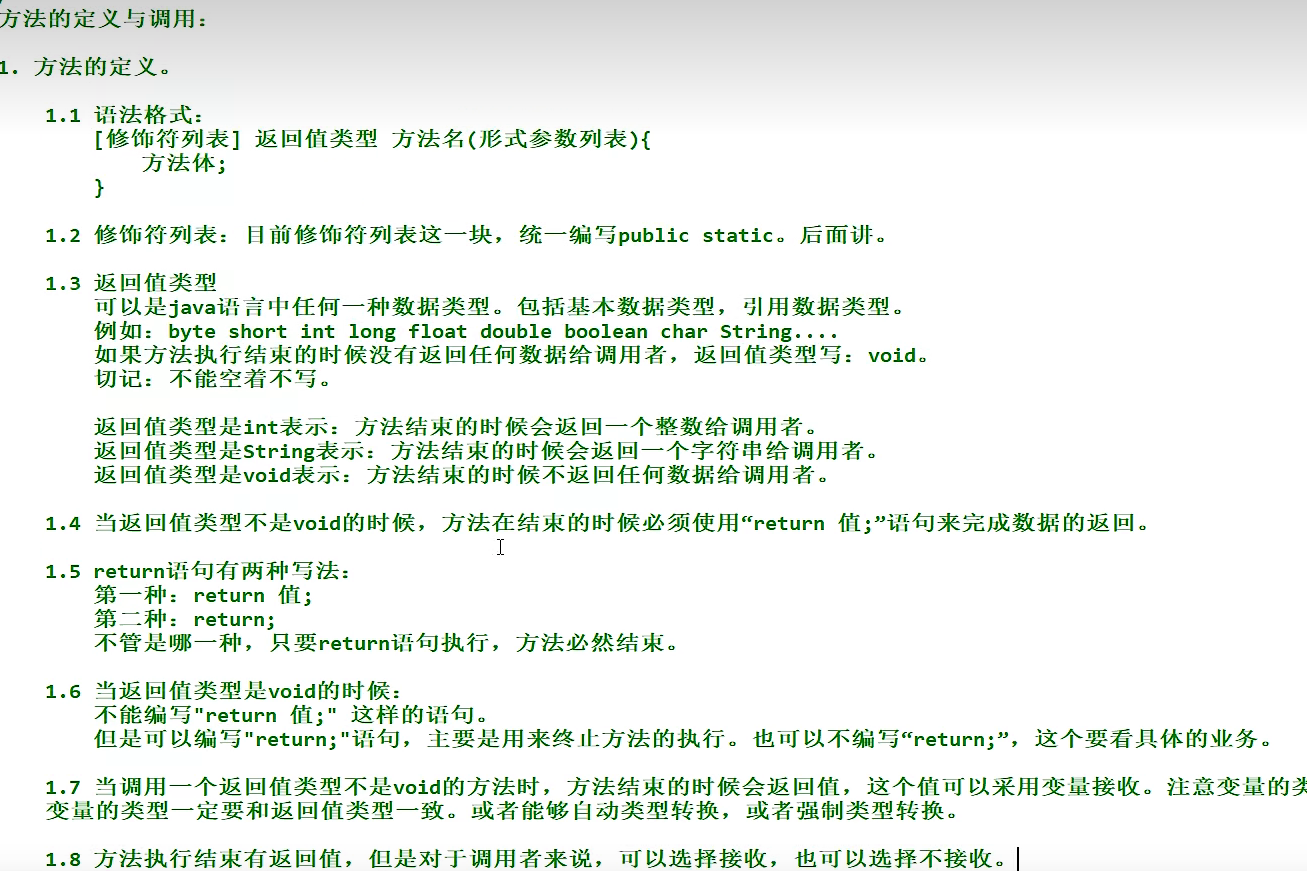 方法的定义与调用：
1. 方法的定义。
1.1 语法格式：
[修饰符列表] 返回值类型 方法名(形式参数列表){
方法体;
}
1.2 修饰符列表：目前修饰符列表这一块，统一编写public static。后面讲。
1.3 返回值类型
可以是java语言中任何一种数据类型。包括基本数据类型，引用数据类型。
例如：byte short int long float double boolean char String....
如果方法执行结束的时候没有返回任何数据给调用者，返回值类型写：void。
切记：不能空着不写。
返回值类型是int表示：方法结束的时候会返回一个整数给调用者。
返回值类型是String表示：方法结束的时候会返回一个字符串给调用者。
返回值类型是void表示：方法结束的时候不返回任何数据给调用者。
1.4 当返回值类型不是void的时候，方法在结束的时候必须使用“return 值;”语句来完成数据的返回。
1.5 return语句有两种写法：
第一种：return 值;
第二种：return;
不管是哪一种，只要return语句执行，方法必然结束。
1.6 当返回值类型是void的时候：
不能编写"return 值;" 这样的语句。
但是可以编写"return;"语句，主要是用来终止方法的执行。也可以不编写“return;”，这个要看具体的业务。
1.7 当调用一个返回值类型不是void的方法时，方法结束的时候会返回值，这个值可以采用变量接收。注意变量的类
变量的类型一定要和返回值类型一致。或者能够自动类型转换，或者强制类型转换。
1.8 方法执行结束有返回值，但是对于调用者来说，可以选择接收，也可以选择不接收。